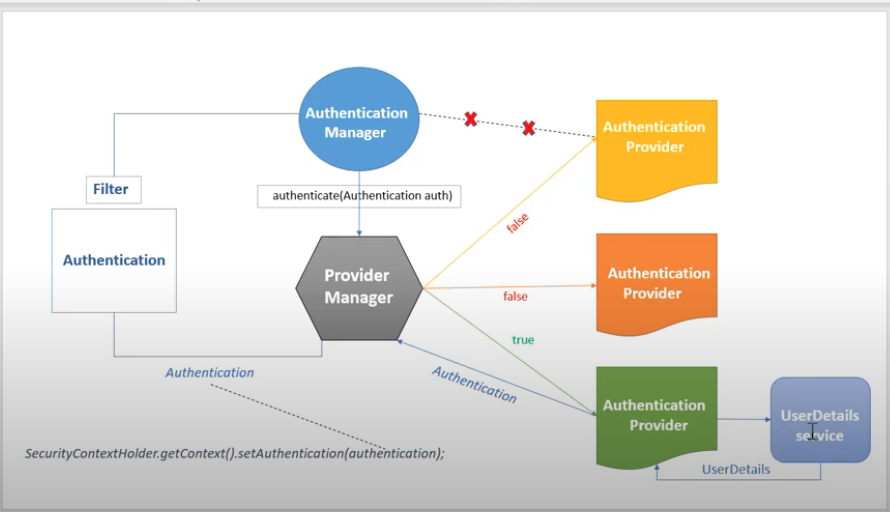 Authentication
Manager
Authentication
Provider
Filter
authenticate(Authentication auth)
Authentication
Provider
Manager
false
Authentication
Provider
false
true
Authentication
Authentication
Authentication
Provider
UserDetails
service
SecurityContextHolder.getContext().setAuthentication(authentication);
UserDetails